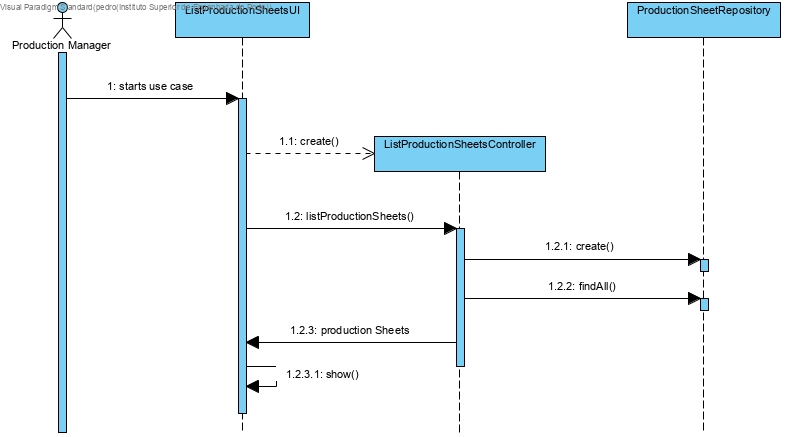 Visual Paradigm Standard(pedro(Instituto Superior de
ListProductionSheetsUI
ProductionSheetRepository
Production Manager
1: starts use case
1.1: create()
ListProductionSheetsController
1.2: listProductionSheets()
1.2.1: create()
1.2.2: findAll()
1.2.3: production Sheets
1.2.3.1: show()